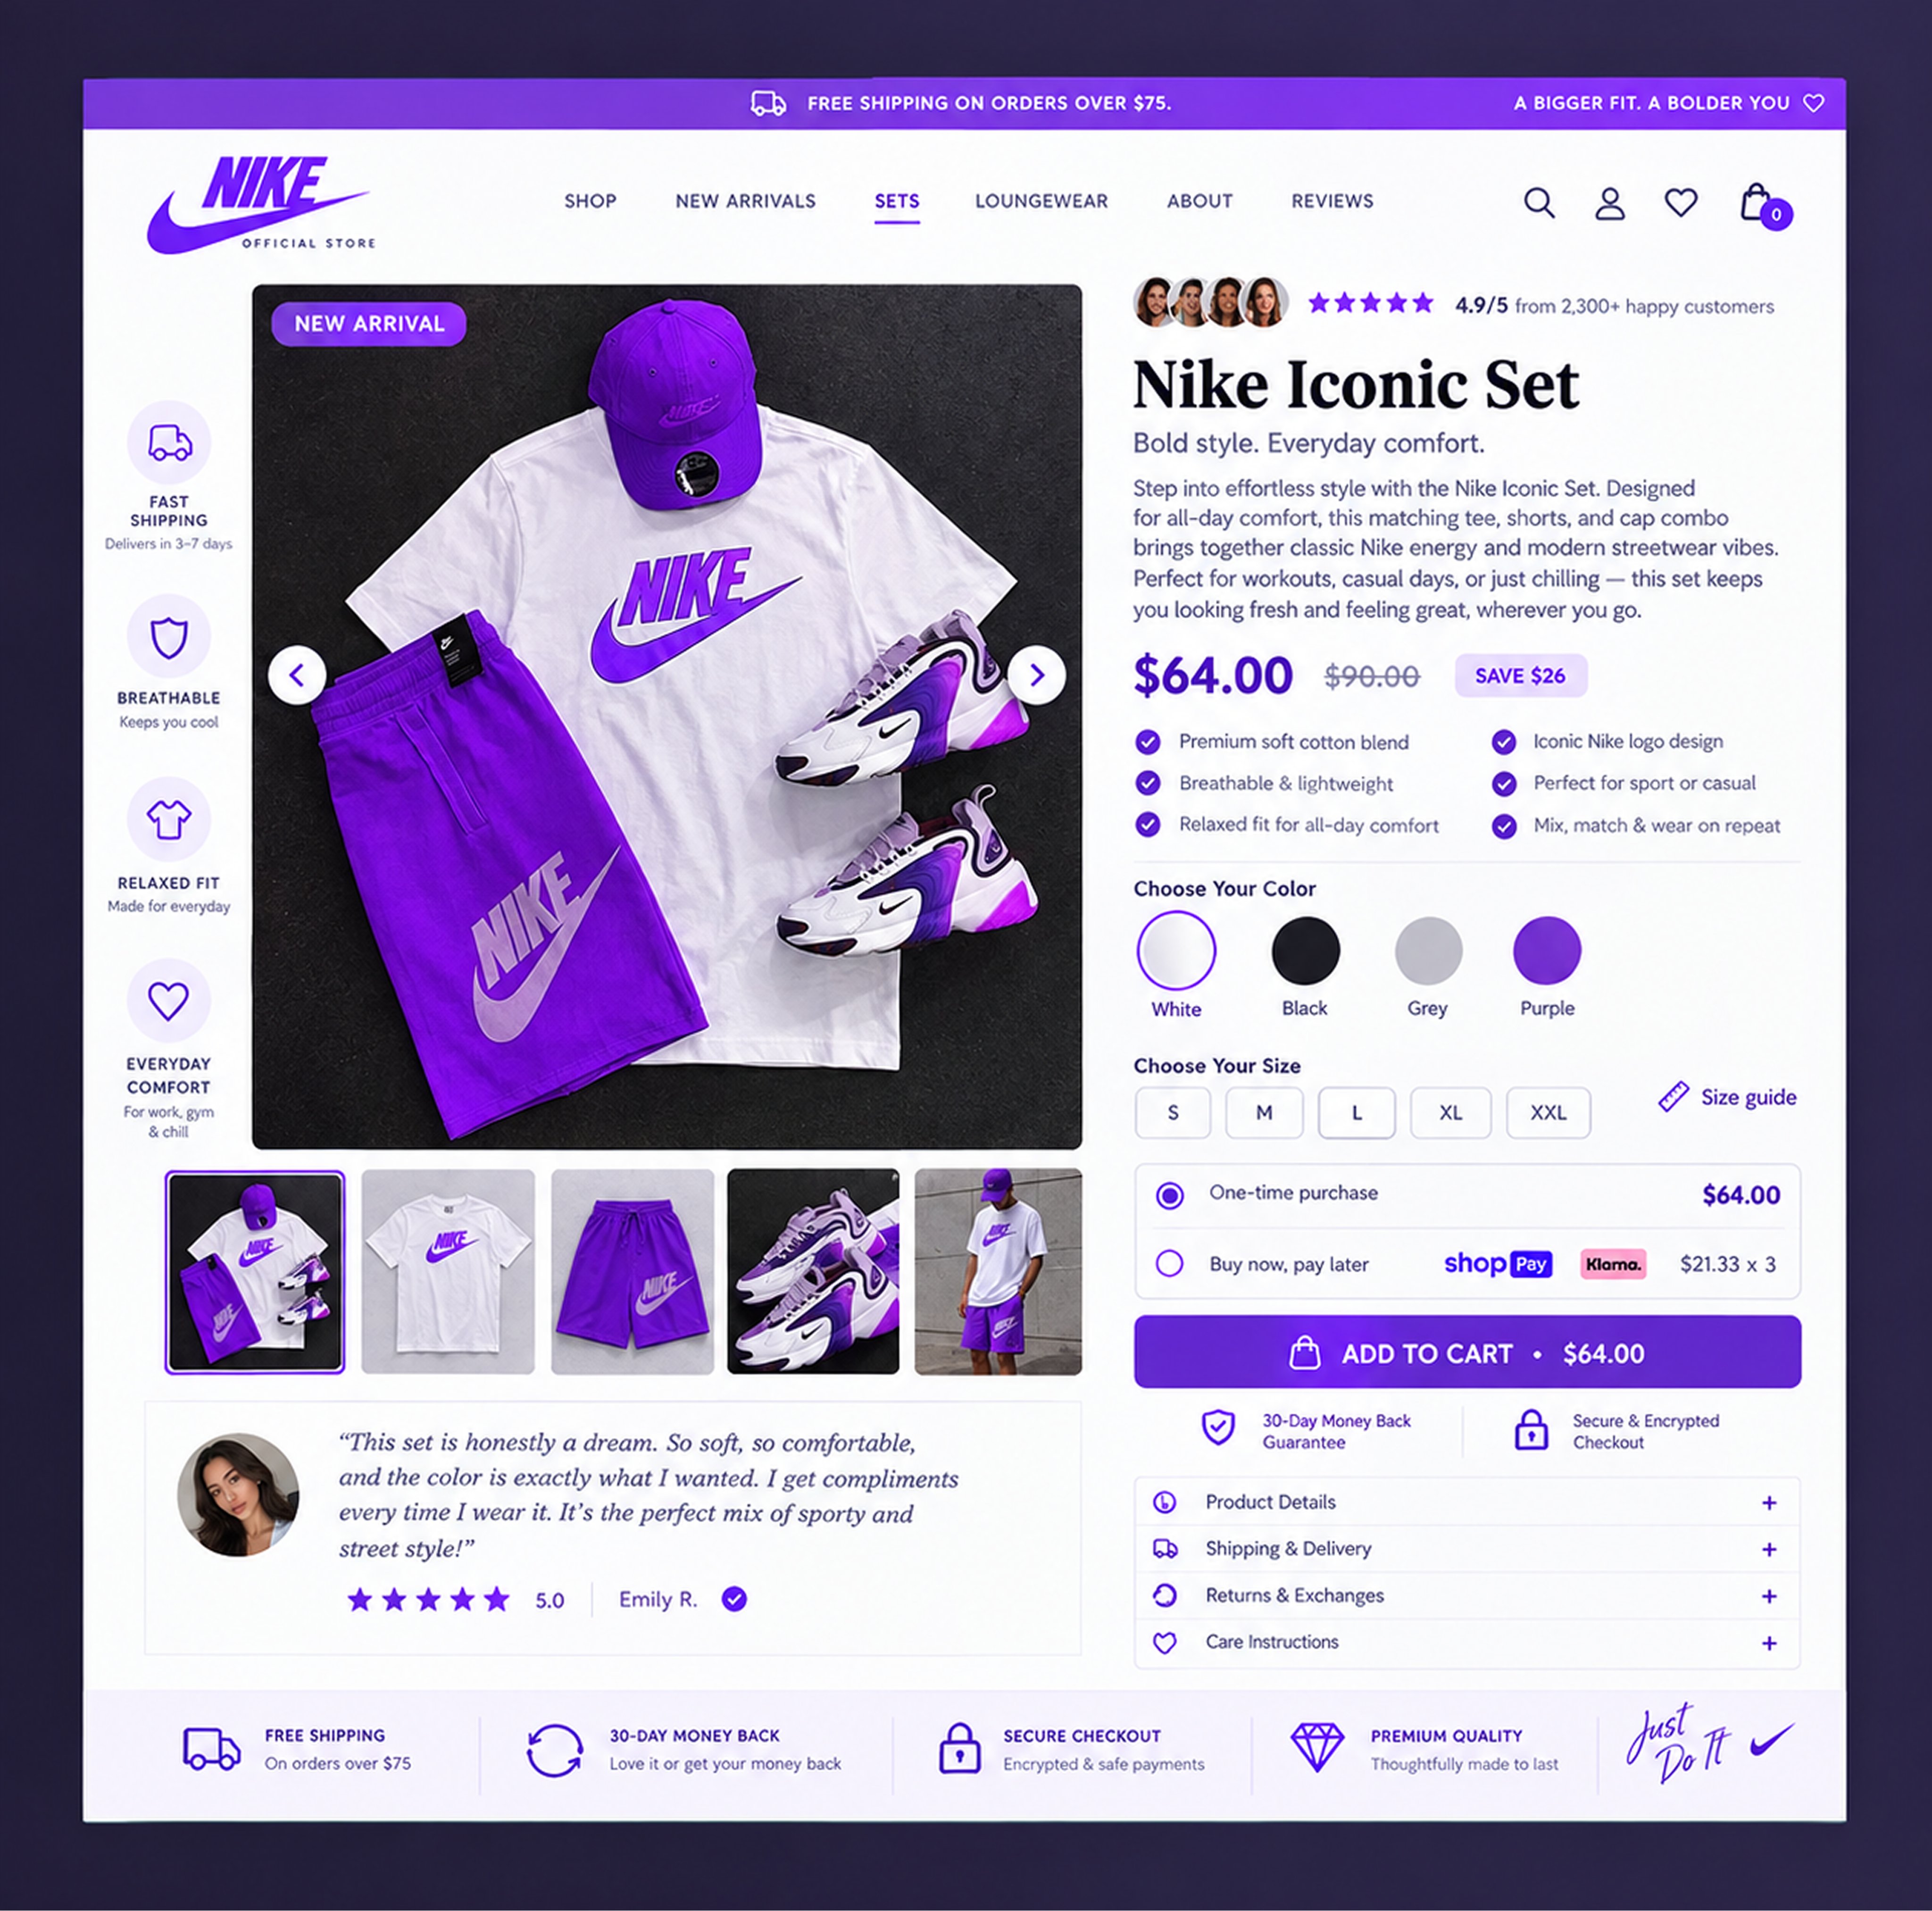 FREE SHIPPING ON ORDERS OVER $75.
A BIGGER FIT. A BOLDER YOU
NIKE
OFFICIAL STORE
SHOP
NEW ARRIVALS
SETS
LOUNGEWEAR
ABOUT
REVIEWS
0
FAST
SHIPPING
Delivers in 3-7 days
BREATHABLE
Keeps you cool
RELAXED FIT
Made for everyday
EVERYDAY
COMFORT
For work, gym
& chill
NEW ARRIVAL
NIKE
NIKE
4.9/5 from 2,300+ happy customers
Nike Iconic Set
Bold style. Everyday comfort.
Step into effortless style with the Nike Iconic Set. Designed
for all-day comfort, this matching tee, shorts, and cap combo
brings together classic Nike energy and modern streetwear vibes.
Perfect for workouts, casual days, or just chilling — this set keeps
you looking fresh and feeling great, wherever you go.
$64.00 $90.00 SAVE $26
Premium soft cotton blend
Iconic Nike logo design
Breathable & lightweight
Perfect for sport or casual
Relaxed fit for all-day comfort
Mix, match & wear on repeat
Choose Your Color
White
Black
Grey
Purple
Choose Your Size
S
M
L
XL
XXL
Size guide
One-time purchase $64.00
Buy now, pay later shop Pay Klarna. $21.33 x 3
ADD TO CART • $64.00
30-Day Money Back
Guarantee
Secure & Encrypted
Checkout
Product Details +
Shipping & Delivery +
Returns & Exchanges +
Care Instructions +
NIKE
NIKE
NIKE
NIKE
NIKE
NIKE
“This set is honestly a dream. So soft, so comfortable,
and the color is exactly what I wanted. I get compliments
every time I wear it. It’s the perfect mix of sporty and
street style!”
5.0
Emily R.
FREE SHIPPING
On orders over $75
30-DAY MONEY BACK
Love it or get your money back
SECURE CHECKOUT
Encrypted & safe payments
PREMIUM QUALITY
Thoughtfully made to last
Just
Do It